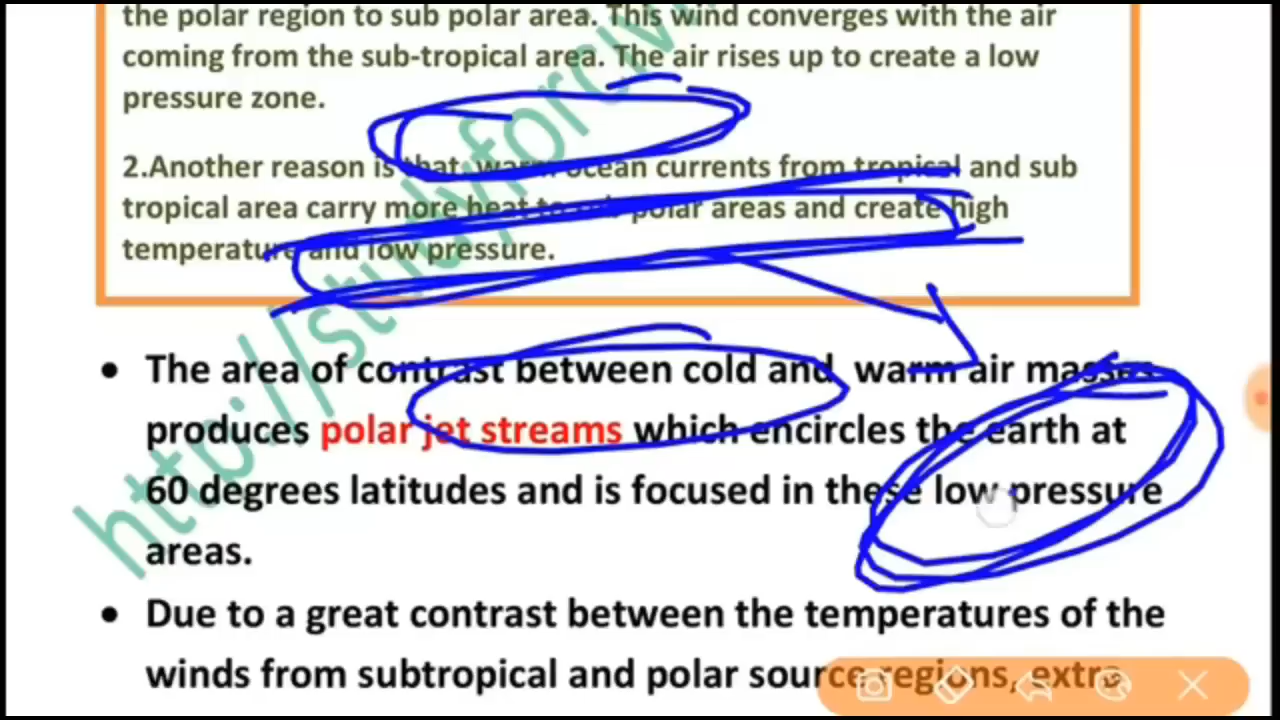 the polar region to sub polar area. This wind converges with the air
coming from the sub-tropical area. The air rises up to create a low
pressure zone.
2.Another reason is that, warm ocean currents from tropical and sub
tropical area carry more heat to sub polar areas and create high
temperature and low pressure.
• The area of contrast between cold and warm air masses
produces polar jet streams which encircles the earth at
60 degrees latitudes and is focused in these low pressure
areas.
• Due to a great contrast between the temperatures of the
winds from subtropical and polar source regions, extra
http://studyforciv